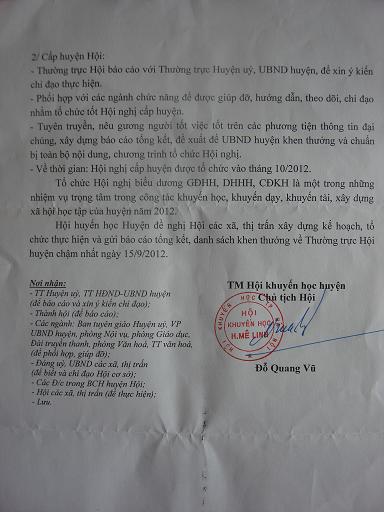 2/ Cấp huyện Hội:
- Thường trực Hội báo cáo với Thường trực Huyện uỷ, UBND huyện, để xin ý kiến
chỉ đạo thực hiện.
- Phối hợp với các ngành chức năng để được giúp đỡ, hướng dẫn, theo dõi, chỉ đạo
nhằm tổ chức tốt Hội nghị cấp huyện.
- Tuyên truyền, nêu gương người tốt việc tốt trên các phương tiện thông tin đại
chúng, xây dựng báo cáo tổng kết, đề xuất để UBND huyện khen thưởng và chuẩn
bị toàn bộ nội dung, chương trình tổ chức Hội nghị.
- Về thời gian: Hội nghị cấp huyện được tổ chức vào tháng 10/2012.
Tổ chức Hội nghị biểu dương GĐHH, DHHH, CĐKH là một trong những
nhiệm vụ trọng tâm trong công tác khuyến học, khuyến dạy, khuyến tài, xây dựng
xã hội học tập của huyện năm 2012.
Hội huyến học Huyện đề nghị Hội các xã, thị trấn xây dựng kế hoạch, tổ
chức thực hiện và gửi báo cáo tổng kết, danh sách khen thưởng về Thường trực Hội
huyện chậm nhất ngày 15/9/2012.
Nơi nhận:
- TT Huyện uỷ, TT HĐND-UBND huyện
(để báo cáo và xin ý kiến chỉ đạo);
- Thành hội (để báo cáo);
- Các ngành: Ban tuyên giáo Huyện uỷ, VP
UBND huyện, phòng Nội vụ, phòng Giáo dục,
Đài truyền thanh, phòng Văn hoá, TT văn hoá,
(để phối hợp, giúp đỡ);
- Đảng uỷ, UBND các xã, thị trấn
(để biết và chỉ đạo Hội cơ sở);
- Các Đ/c trong BCH huyện Hội;
- Hội các xã, thị trấn (để thực hiện);
- Lưu.
TM Hội khuyến học huyện
Chủ tịch Hội
HỘI
KHUYẾN HỌC
H.MÊ LINH
Đỗ Quang Vũ